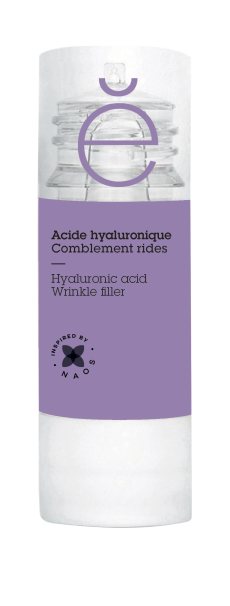 ĕ
Acide hyaluronique
Comblement rides
—
Hyaluronic acid
Wrinkle filler
INSPIRED BY
• NAOS •